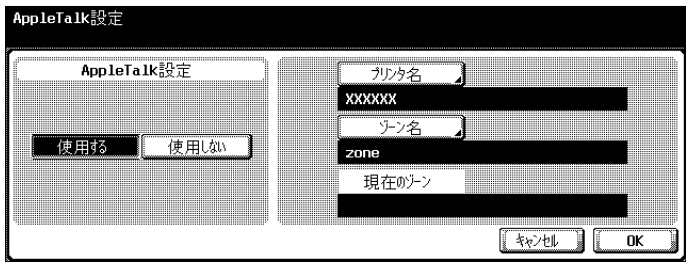 AppleTalk設定
AppleTalk設定
使用する
使用しない
プリンタ名
XXXXXX
ゾーン名
zone
現在のゾーン
キャンセル
OK